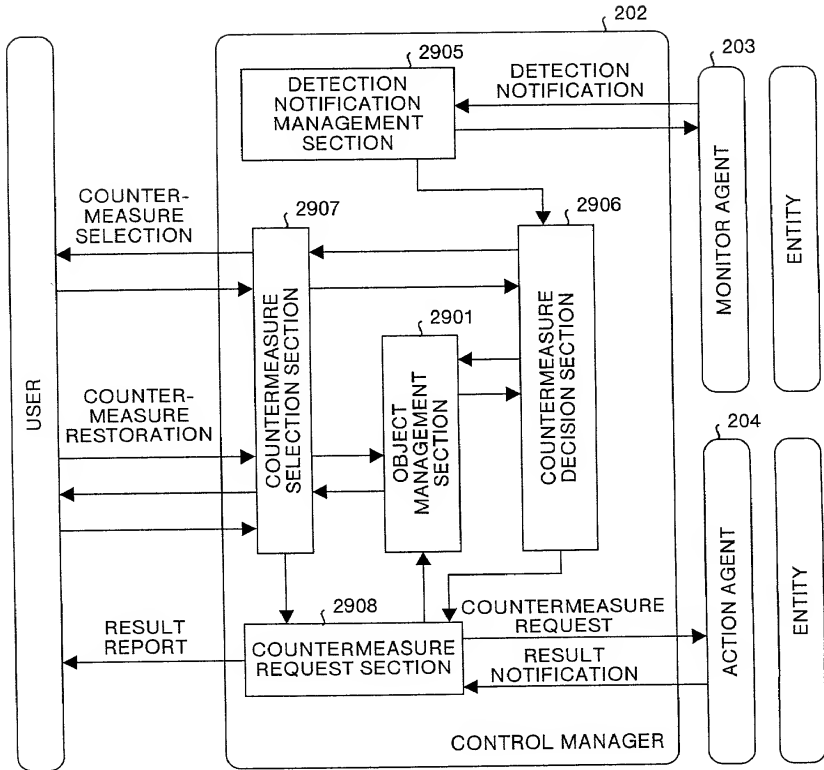 202
2905
DETECTION
NOTIFICATION
MANAGEMENT
SECTION
DETECTION
NOTIFICATION
203
MONITOR AGENT
ENTITY
COUNTER-
MEASURE
SELECTION
2907
COUNTERMEASURE
SELECTION SECTION
2906
COUNTERMEASURE
DECISION SECTION
2901
OBJECT
MANAGEMENT
SECTION
USER
COUNTER-
MEASURE
RESTORATION
204
ACTION AGENT
ENTITY
2908
COUNTERMEASURE
REQUEST SECTION
COUNTERMEASURE
REQUEST
RESULT
NOTIFICATION
RESULT
REPORT
CONTROL MANAGER